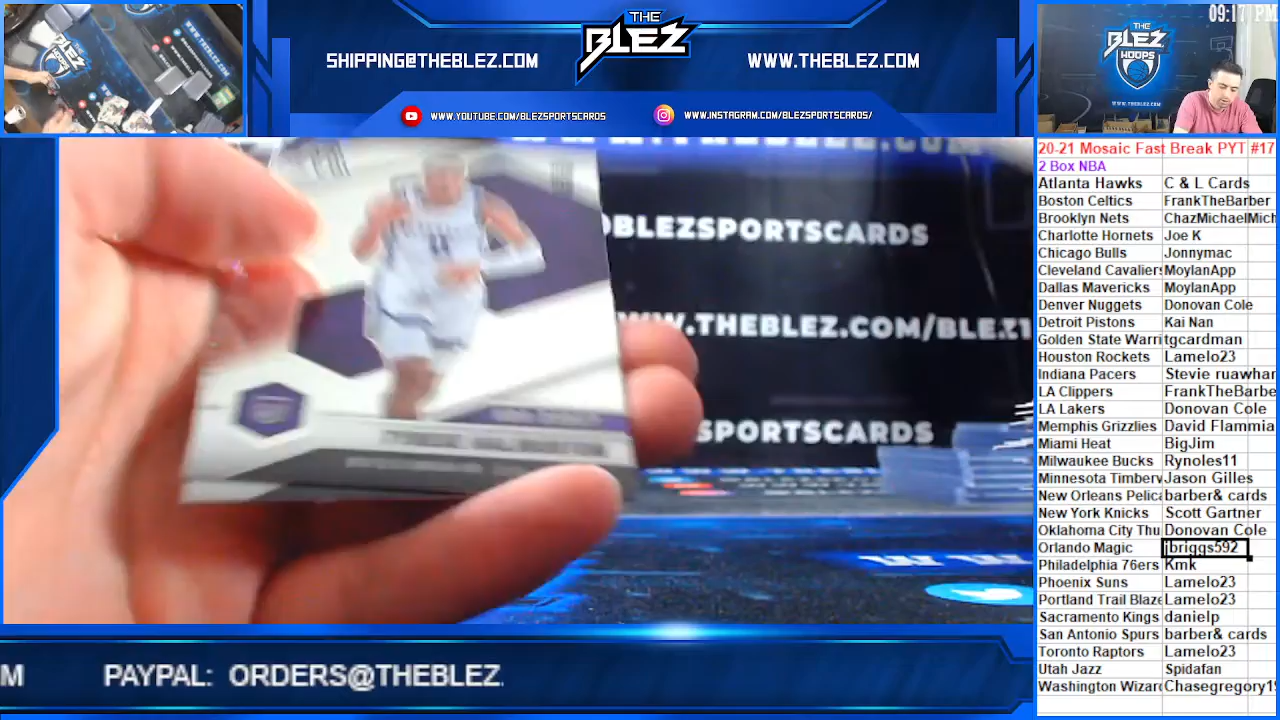 SHIPPING@THEBLEZ.COM
THE
BLEZ
WWW.THEBLEZ.COM
WWW.YOUTUBE.COM/BLEZSPORTSCARDS
WWW.INSTAGRAM.COM/BLEZSPORTSCARDS/
09:17 PM
THE
BLEZ
HOOPS
WWW.THEBLEZ.COM
OBLEZSPORTSCARDS
W.THEBLEZ.COM/BLEZ
SPORTSCARDS
20-21 Mosaic Fast Break PYT #17
2 Box NBA
Atlanta Hawks C & L Cards
Boston Celtics FrankTheBarber
Brooklyn Nets ChazMichaelMich
Charlotte Hornets Joe K
Chicago Bulls Jonnymac
Cleveland Cavaliers MoylanApp
Dallas Mavericks MoylanApp
Denver Nuggets Donovan Cole
Detroit Pistons Kai Nan
Golden State Warri tgcardman
Houston Rockets Lamelo23
Indiana Pacers Stevie ruawhar
LA Clippers FrankTheBarbe
LA Lakers Donovan Cole
Memphis Grizzlies David Flammia
Miami Heat BigJim
Milwaukee Bucks Rynoles11
Minnesota Timberv Jason Gilles
New Orleans Pelica barber& cards
New York Knicks Scott Gartner
Oklahoma City Thu Donovan Cole
Orlando Magic jbriggs592
Philadelphia 76ers Kmk
Phoenix Suns Lamelo23
Portland Trail Blaze Lamelo23
Sacramento Kings danielp
San Antonio Spurs barber& cards
Toronto Raptors Lamelo23
Utah Jazz Spidafan
Washington Wizard Chasegregory19
M PAYPAL: ORDERS@THEBLEZ.